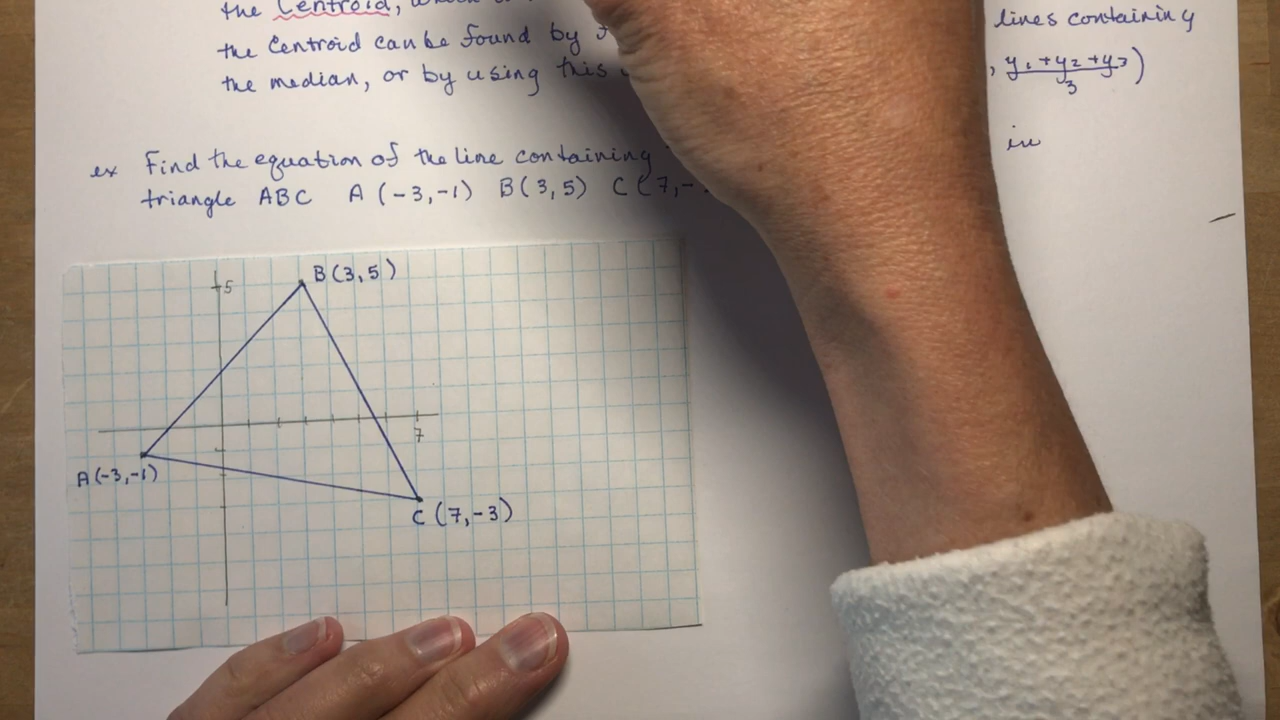 the Centroid, lines containing
the Centroid can be found by
the median, or by using this , y₁+y₂+y₃)
3
ex Find the equation of the line containing in
triangle ABC A (-3,-1) B(3,5) C(7,-
5 B(3,5)
7
A(-3,-1)
C (7,-3)